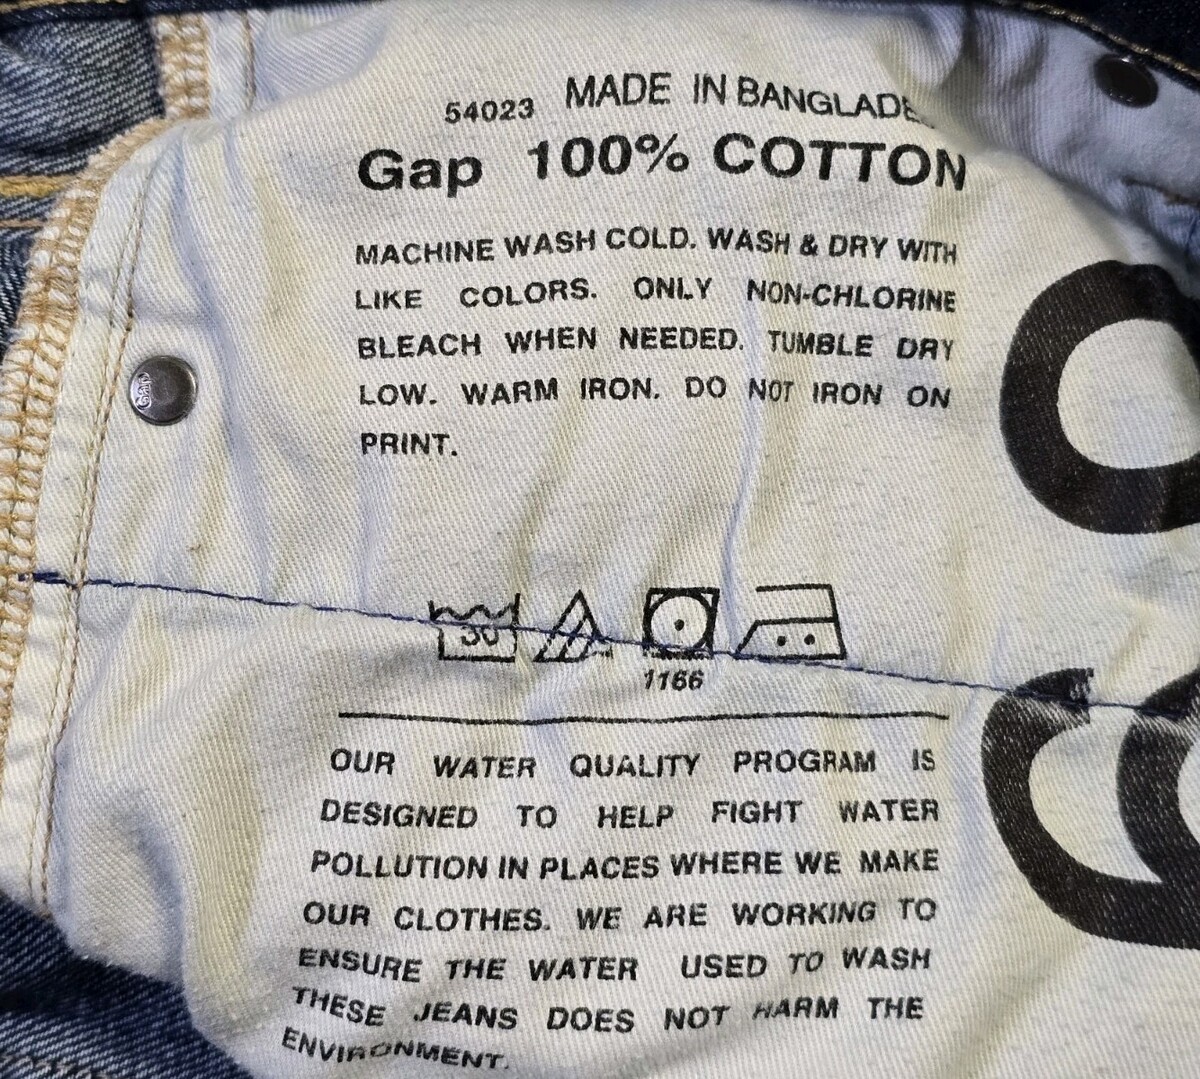 54023 MADE IN BANGLADE
Gap 100% COTTON
MACHINE WASH COLD. WASH & DRY WITH
LIKE COLORS. ONLY NON-CHLORINE
BLEACH WHEN NEEDED. TUMBLE DRY
LOW. WARM IRON. DO NOT IRON ON
PRINT.
Gap
30
1166
OUR WATER QUALITY PROGRAM IS
DESIGNED TO HELP FIGHT WATER
POLLUTION IN PLACES WHERE WE MAKE
OUR CLOTHES. WE ARE WORKING TO
ENSURE THE WATER USED TO WASH
THESE JEANS DOES NOT HARM THE
ENVIRONMENT.